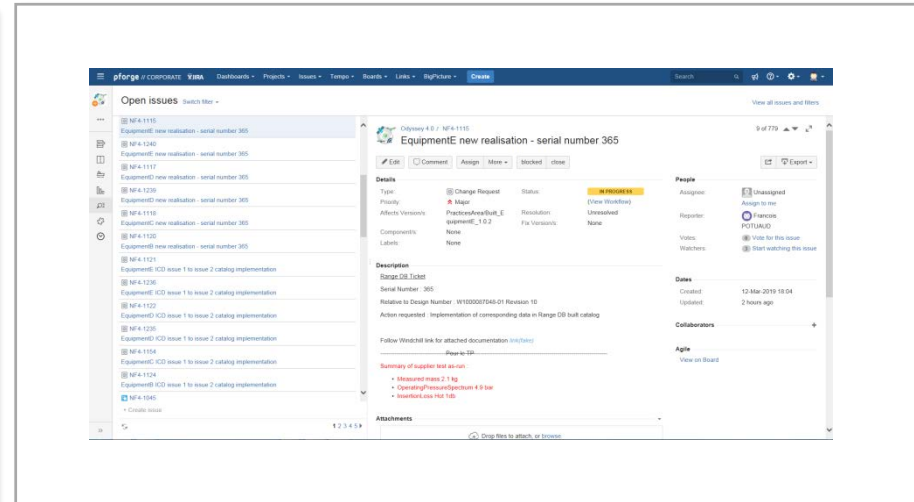 pforge // CORPORATE JIRA Dashboards Projects Issues Tempo Boards Links BigPicture Create Search
Open issues Switch filter
View all issues and filters
NF4-1115
EquipmentE new realisation - serial number 365
NF4-1240
EquipmentE new realisation - serial number 365
NF4-1117
EquipmentD new realisation - serial number 365
NF4-1236
EquipmentD new realisation - serial number 365
NF4-1118
EquipmentC new realisation - serial number 365
NF4-1120
EquipmentB new realisation - serial number 365
NF4-1121
EquipmentE ICD issue 1 to issue 2 catalog implementation
NF4-1236
EquipmentE ICD issue 1 to issue 2 catalog implementation
NF4-1122
EquipmentD ICD issue 1 to issue 2 catalog implementation
NF4-1235
EquipmentD ICD issue 1 to issue 2 catalog implementation
NF4-1154
EquipmentC ICD issue 1 to issue 2 catalog implementation
NF4-1124
EquipmentB ICD issue 1 to issue 2 catalog implementation
NF4-1045
+ Create issue
1 2 3 4 5
Odyssey 4.0 / NF4-1115
EquipmentE new realisation - serial number 365
9 of 779
Edit Comment Assign More blocked close Export
Details
Type: Change Request Status: IN PROGRESS
Priority: Major (View Workflow)
Affects Version/s: PracticesArea/Built_E Resolution: Unresolved
quipmentE_1.0.2 Fix Version/s: None
Component/s: None
Labels: None
Description
Range DB Ticket
Serial Number : 365
Relative to Design Number : W1000087048-01 Revision 10
Action requested : Implementation of corresponding data in Range DB built catalog
Follow Windchill link for attached documentation link(fake)
Pour le TP
Summary of supplier test as-run
• Measured mass 2.1 kg
• OperatingPressureSpectrum 4.9 bar
• InsertionLoss Hot 1db
Attachments
Drop files to attach, or browse.
People
Assignee: Unassigned
Assign to me
Reporter: Francois
POTUAUD
Votes: Vote for this issue
Watchers: Start watching this issue
Dates
Created: 12-Mar-2019 18:04
Updated: 2 hours ago
Collaborators +
Agile
View on Board